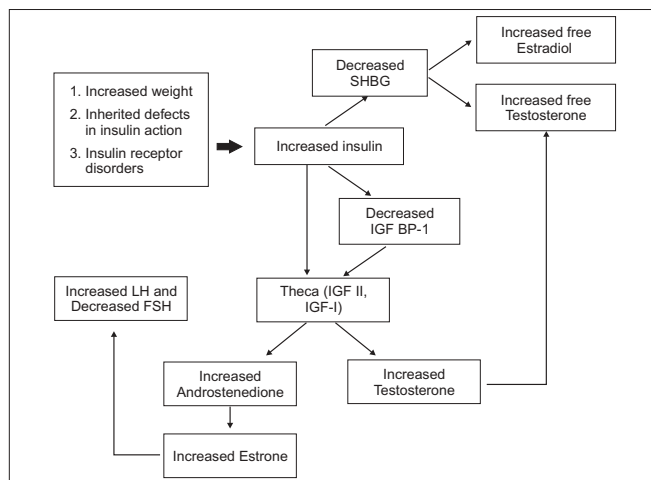 Increased free
Estradiol
Decreased
SHBG
1. Increased weight
2. Inherited defects
in insulin action
3. Insulin receptor
disorders
Increased free
Testosterone
Increased insulin
Decreased
IGF BP-1
Increased LH and
Decreased FSH
Theca (IGF II,
IGF-I)
Increased
Androstenedione
Increased
Testosterone
Increased Estrone